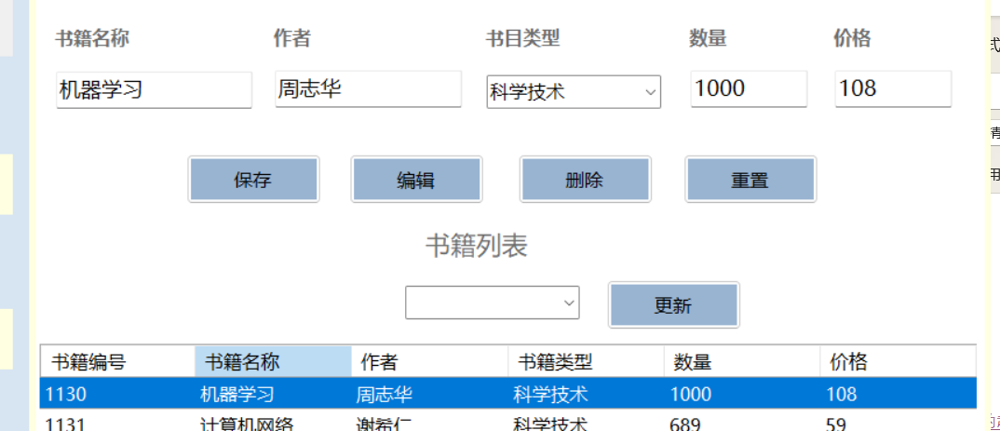 书籍名称 作者 书目类型 数量 价格
机器学习 周志华 科学技术 1000 108
保存 编辑 删除 重置
书籍列表
更新
书籍编号 书籍名称 作者 书籍类型 数量 价格
1130 机器学习 周志华 科学技术 1000 108
1131 计算机网络 谢希仁 科学技术 689 59